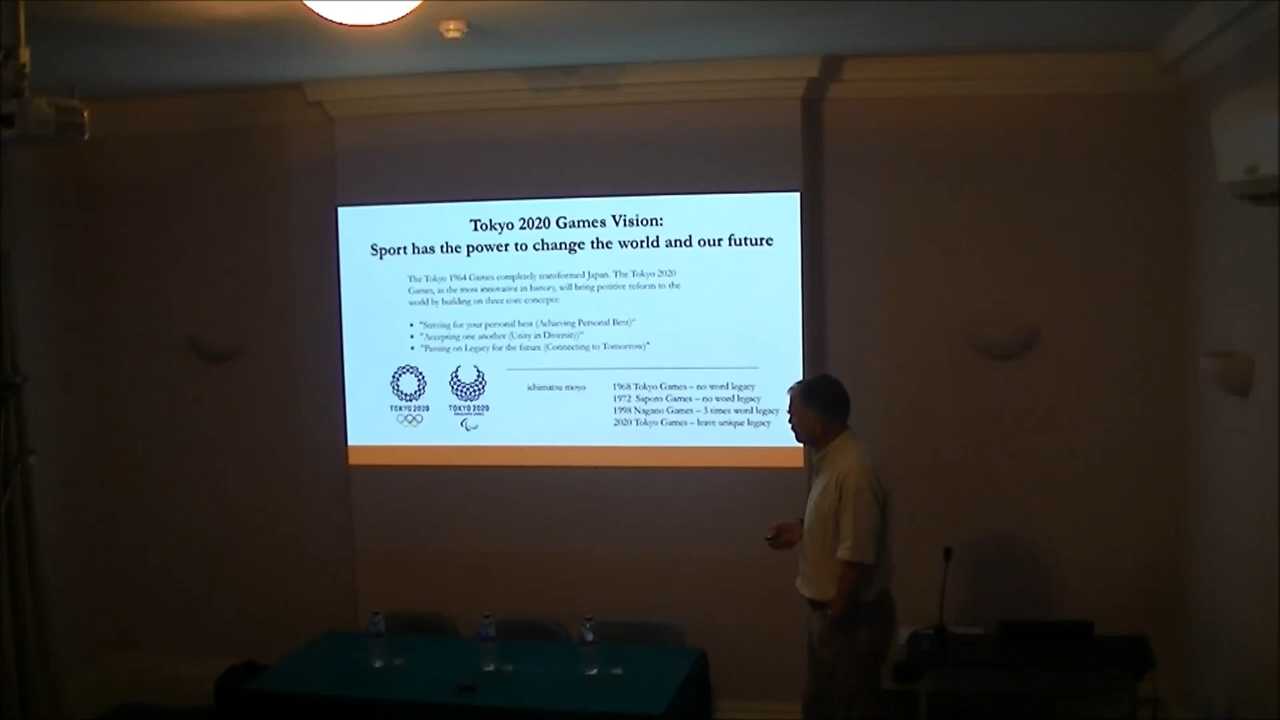 Tokyo 2020 Games Vision:
Sport has the power to change the world and our future
The Tokyo 1964 Games completely transformed Japan. The Tokyo 2020
Games, as the most innovative in history, will bring positive reform to the
world by building on three core concepts:
• "Striving for your personal best (Achieving Personal Best)"
• "Accepting one another (Unity in Diversity)"
• "Passing on Legacy for the future (Connecting to Tomorrow)"
TOKYO 2020
TOKYO 2020
PARALYMPIC GAMES
ichimatsu moyo
1968 Tokyo Games – no word legacy
1972 Saporo Games – no word legacy
1998 Nagano Games – 3 times word legacy
2020 Tokyo Games – leave unique legacy